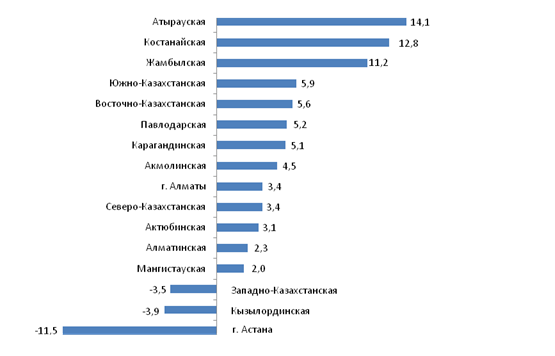 Атырауская 14,1
Костанайская 12,8
Жамбылская 11,2
Южно-Казахстанская 5,9
Восточно-Казахстанская 5,6
Павлодарская 5,2
Карагандинская 5,1
Акмолинская 4,5
г. Алматы 3,4
Северо-Казахстанская 3,4
Актюбинская 3,1
Алматинская 2,3
Мангистауская 2,0
-3,5 Западно-Казахстанская
-3,9 Кызылординская
-11,5 г. Астана